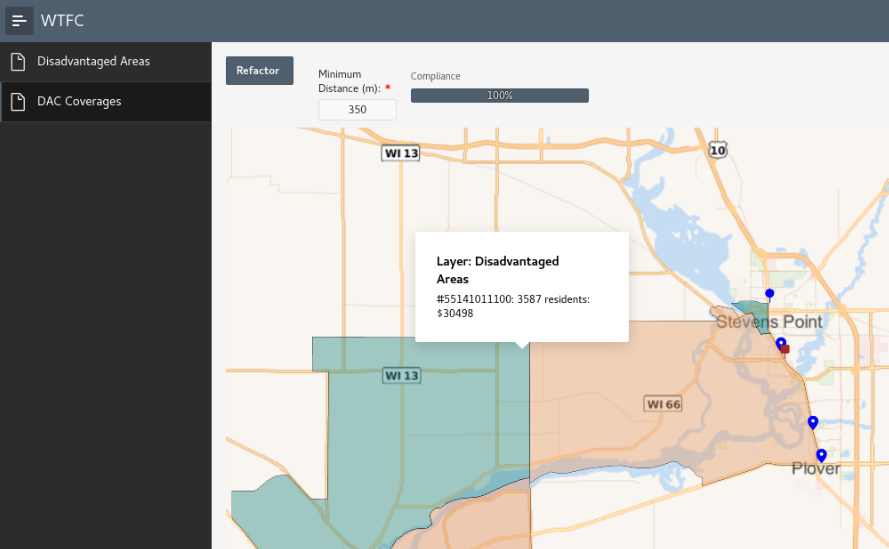 WTFC
Disadvantaged Areas
DAC Coverages
Refactor
Minimum
Distance (m): *
350
Compliance
100%
WI 13
10
Layer: Disadvantaged
Areas
#55141011100: 3587 residents:
$30498
Stevens Point
WI 13
WI 66
Plover